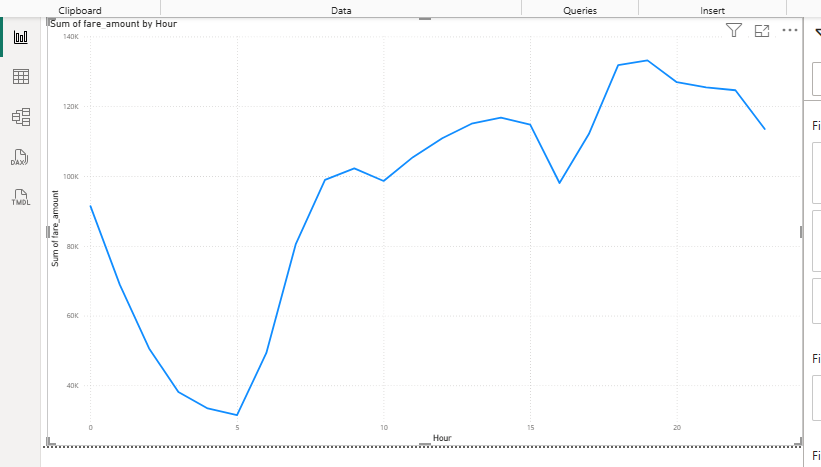 Clipboard Data Queries Insert
Sum of fare_amount by Hour
140K
120K
100K
80K
60K
40K
Sum of fare_amount
0 5 10 15 20
Hour
DAX
TMDL
Fi
Fi
Fi